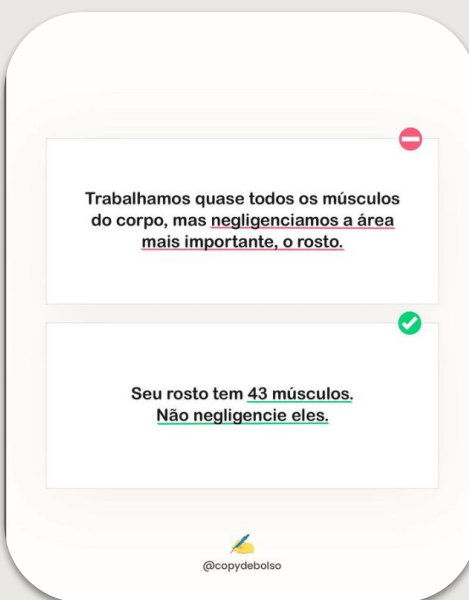 Trabalhamos quase todos os músculos
do corpo, mas negligenciamos a área
mais importante, o rosto.
Seu rosto tem 43 músculos.
Não negligencie eles.
@copydebolso